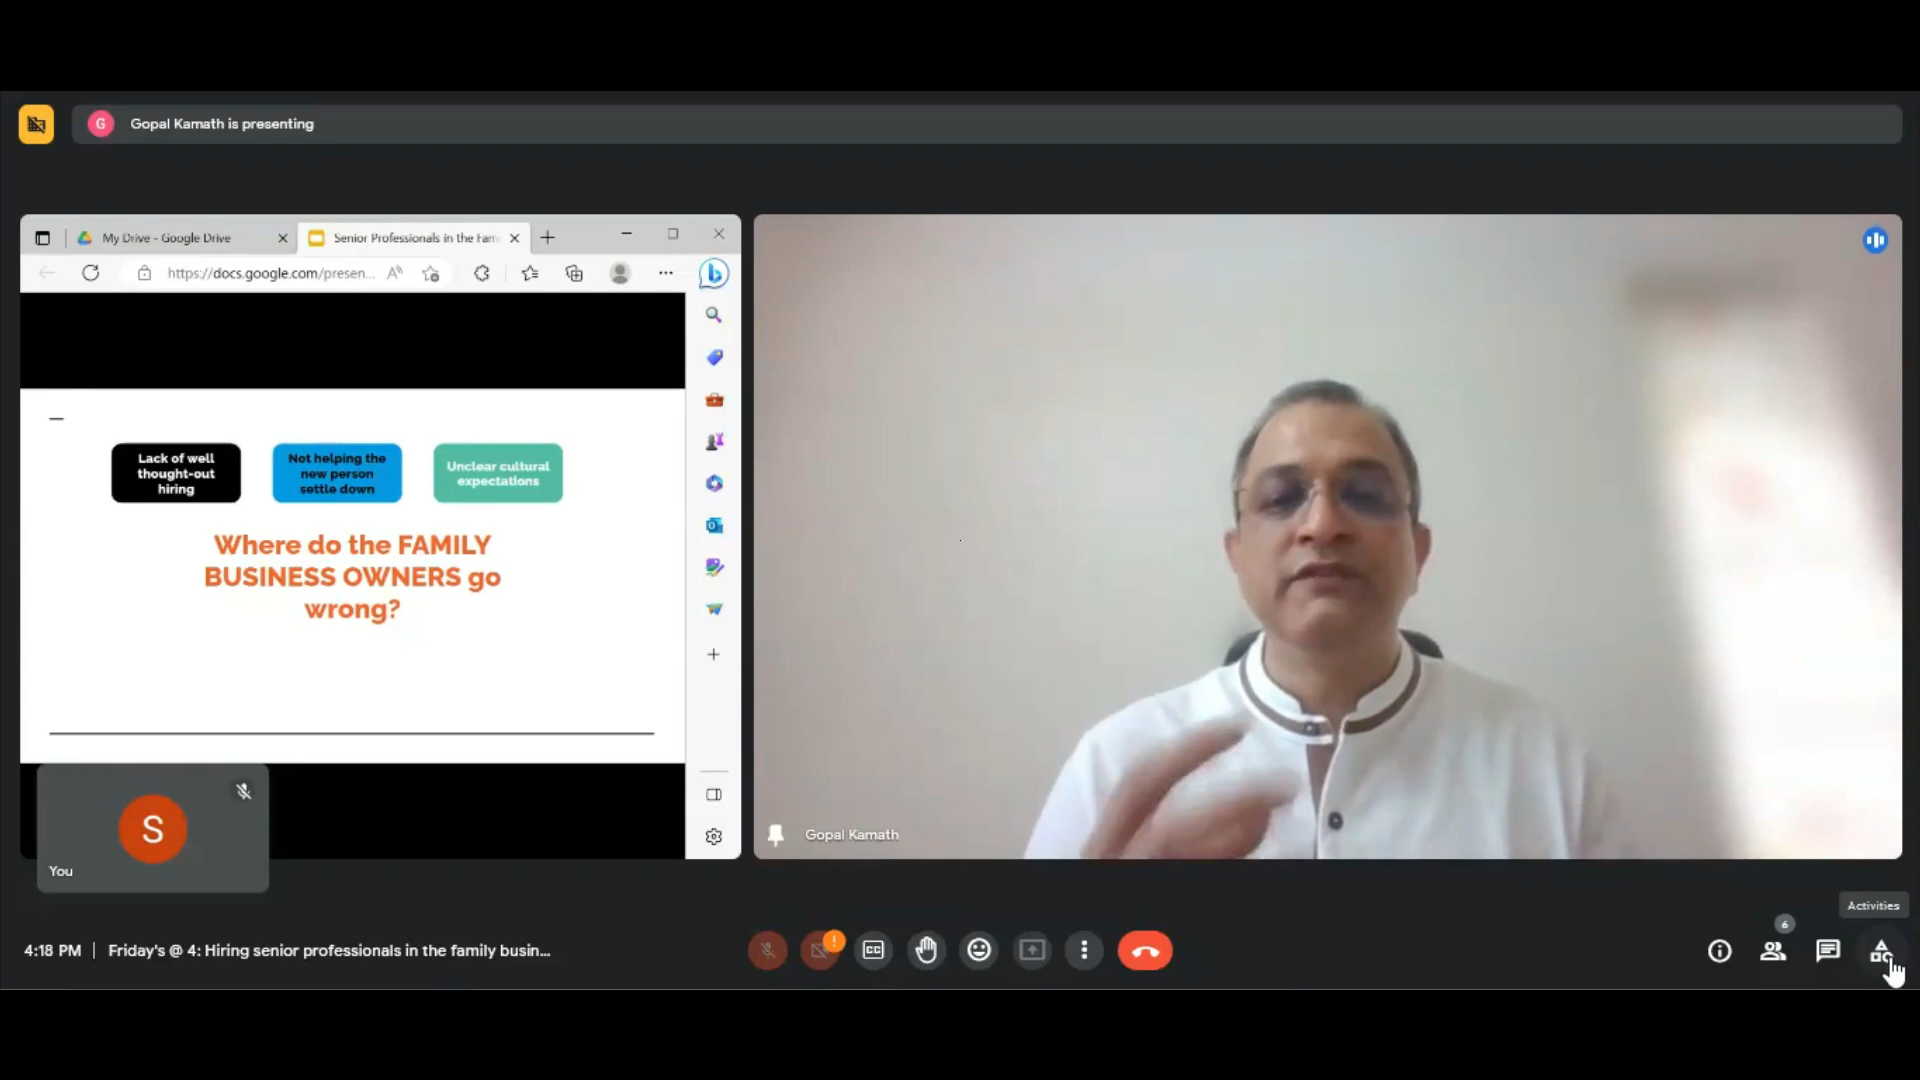 G
Gopal Kamath is presenting
My Drive - Google Drive
Senior Professionals in the Fam
https://docs.google.com/presen...
Lack of well
thought-out
hiring
Not helping the
new person
settle down
Unclear cultural
expectations
Where do the FAMILY
BUSINESS OWNERS go
wrong?
S
You
Gopal Kamath
Activities
6
4:18 PM | Friday's @ 4: Hiring senior professionals in the family busin...
CC